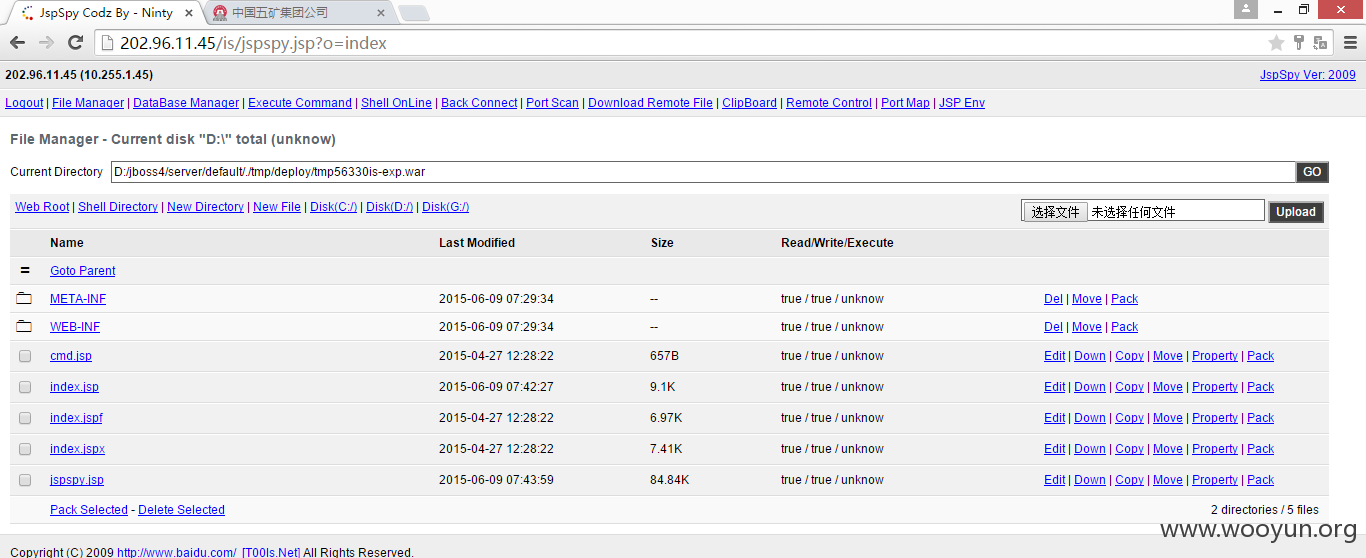 JspSpy Codz By - Ninty
中国五矿集团公司
202.96.11.45/is/jspspy.jsp?o=index
202.96.11.45 (10.255.1.45) JspSpy Ver: 2009
Logout | File Manager | DataBase Manager | Execute Command | Shell OnLine | Back Connect | Port Scan | Download Remote File | ClipBoard | Remote Control | Port Map | JSP Env
File Manager - Current disk "D:\" total (unknow)
Current Directory D:/jboss4/server/default/./tmp/deploy/tmp56330is-exp.war GO
Web Root | Shell Directory | New Directory | New File | Disk(C:/) | Disk(D:/) | Disk(G:/) 选择文件 未选择任何文件 Upload
Name Last Modified Size Read/Write/Execute
= Goto Parent
META-INF 2015-06-09 07:29:34 -- true / true / unknow Del | Move | Pack
WEB-INF 2015-06-09 07:29:34 -- true / true / unknow Del | Move | Pack
cmd.jsp 2015-04-27 12:28:22 657B true / true / unknow Edit | Down | Copy | Move | Property | Pack
index.jsp 2015-06-09 07:42:27 9.1K true / true / unknow Edit | Down | Copy | Move | Property | Pack
index.jspf 2015-04-27 12:28:22 6.97K true / true / unknow Edit | Down | Copy | Move | Property | Pack
index.jspx 2015-04-27 12:28:22 7.41K true / true / unknow Edit | Down | Copy | Move | Property | Pack
jspspy.jsp 2015-06-09 07:43:59 84.84K true / true / unknow Edit | Down | Copy | Move | Property | Pack
Pack Selected - Delete Selected 2 directories / 5 files
www.wooyun.org
Copyright (C) 2009 http://www.baidu.com/ [T00ls.Net] All Rights Reserved.